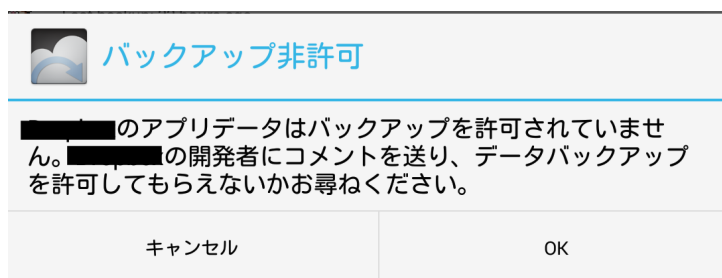 バックアップ非許可
のアプリデータはバックアップを許可されていませ
ん。の開発者にコメントを送り、データバックアップ
を許可してもらえないかお尋ねください。
キャンセル
OK